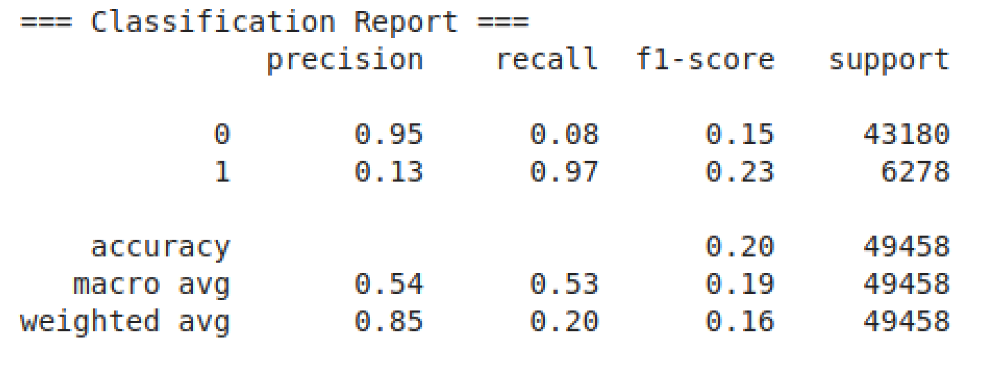 === Classification Report ===
precision recall f1-score support
0 0.95 0.08 0.15 43180
1 0.13 0.97 0.23 6278
accuracy 0.20 49458
macro avg 0.54 0.53 0.19 49458
weighted avg 0.85 0.20 0.16 49458